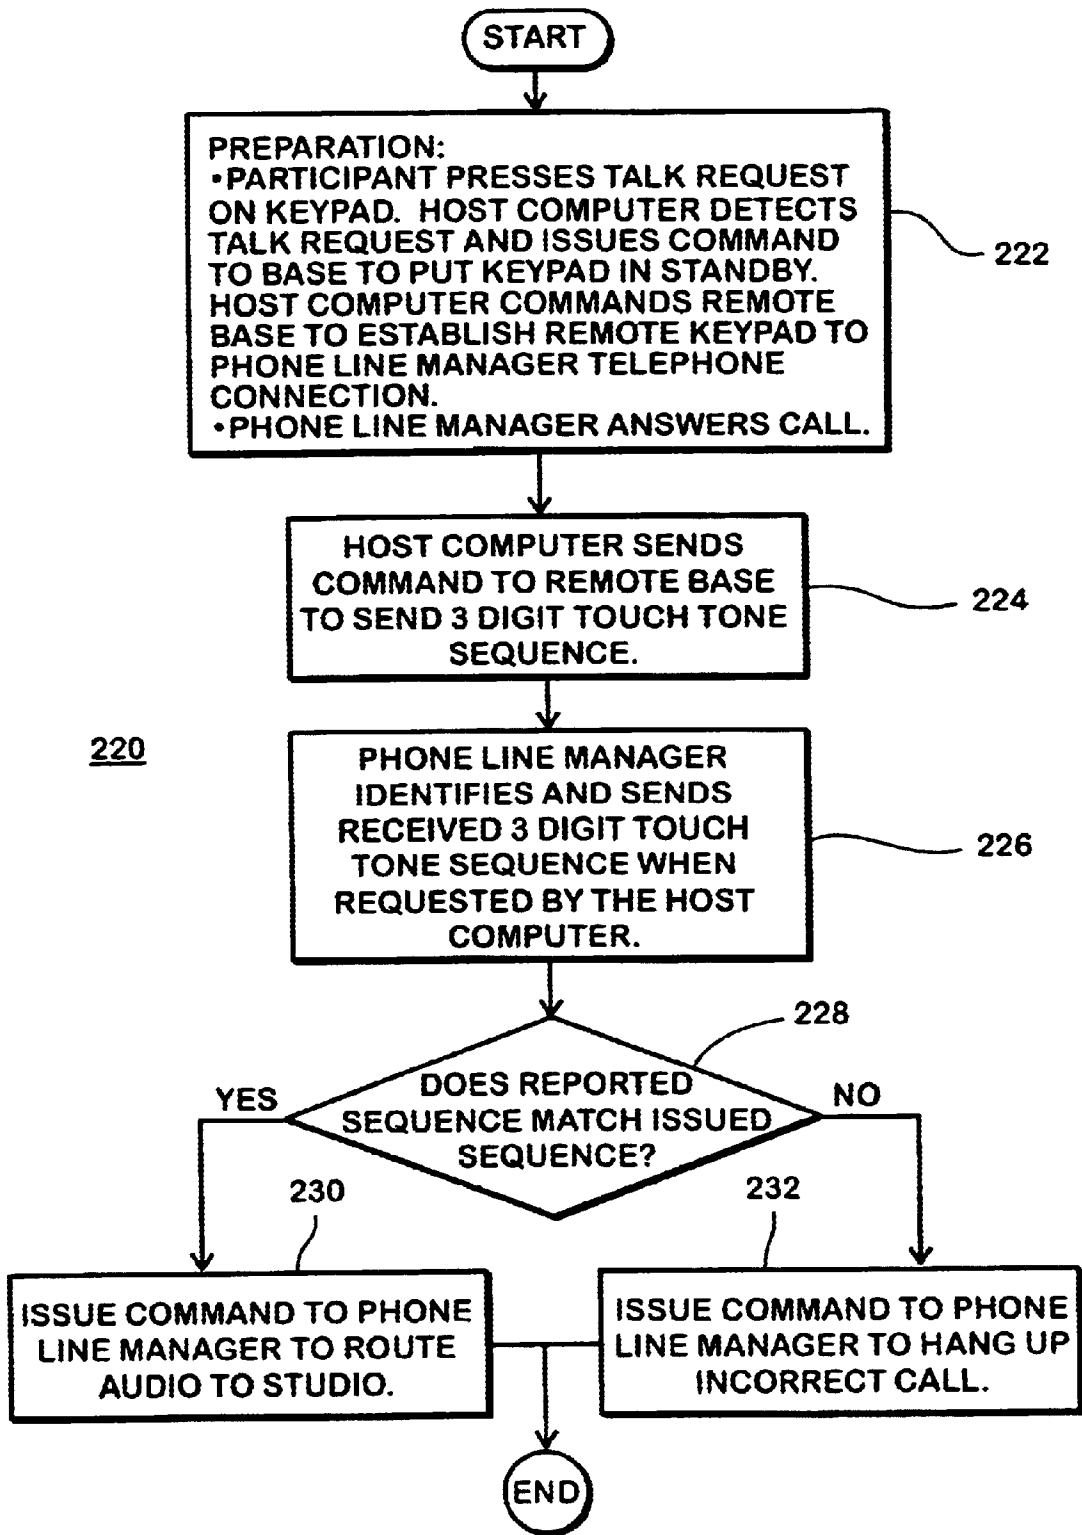 START
PREPARATION:
•PARTICIPANT PRESSES TALK REQUEST
ON KEYPAD. HOST COMPUTER DETECTS
TALK REQUEST AND ISSUES COMMAND
TO BASE TO PUT KEYPAD IN STANDBY.
HOST COMPUTER COMMANDS REMOTE
BASE TO ESTABLISH REMOTE KEYPAD TO
PHONE LINE MANAGER TELEPHONE
CONNECTION.
•PHONE LINE MANAGER ANSWERS CALL.
222
HOST COMPUTER SENDS
COMMAND TO REMOTE BASE
TO SEND 3 DIGIT TOUCH TONE
SEQUENCE.
224
220
PHONE LINE MANAGER
IDENTIFIES AND SENDS
RECEIVED 3 DIGIT TOUCH
TONE SEQUENCE WHEN
REQUESTED BY THE HOST
COMPUTER.
226
228
DOES REPORTED
SEQUENCE MATCH ISSUED
SEQUENCE?
YES
NO
230
232
ISSUE COMMAND TO PHONE
LINE MANAGER TO ROUTE
AUDIO TO STUDIO.
ISSUE COMMAND TO PHONE
LINE MANAGER TO HANG UP
INCORRECT CALL.
END